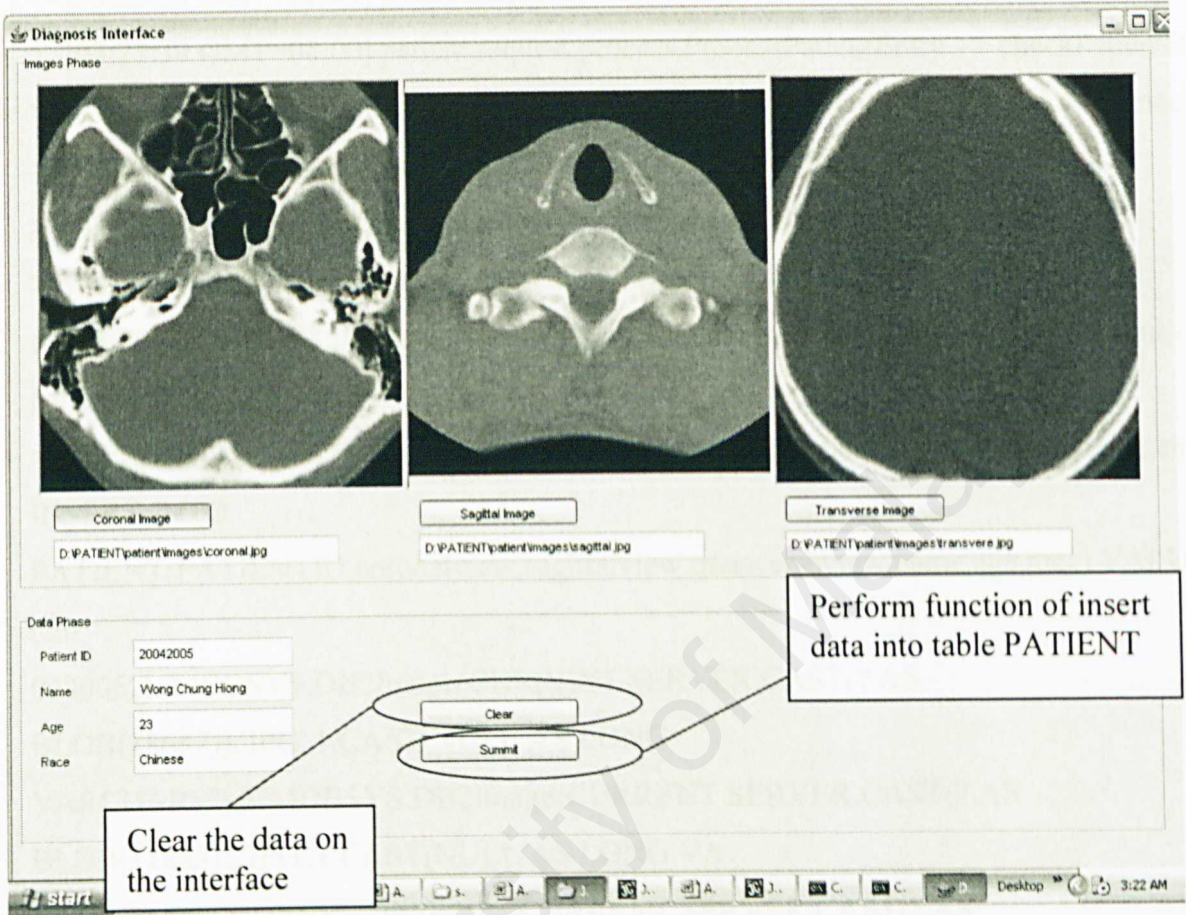 Diagnosis Interface
Images Phase
Coronal Image
Sagittal Image
Transverse Image
D:\PATIENT\patient\images\coronal.jpg
D:\PATIENT\patient\images\sagittal.jpg
D:\PATIENT\patient\images\transvere.jpg
Perform function of insert
data into table PATIENT
Data Phase
Patient ID 20042005
Name Wong Chung Hiong
Age 23
Race Chinese
Clear
Summit
Clear the data on
the interface
start A. s. A. J. J.. A. J.. C. C. D Desktop 3:22 AM
University of Malay